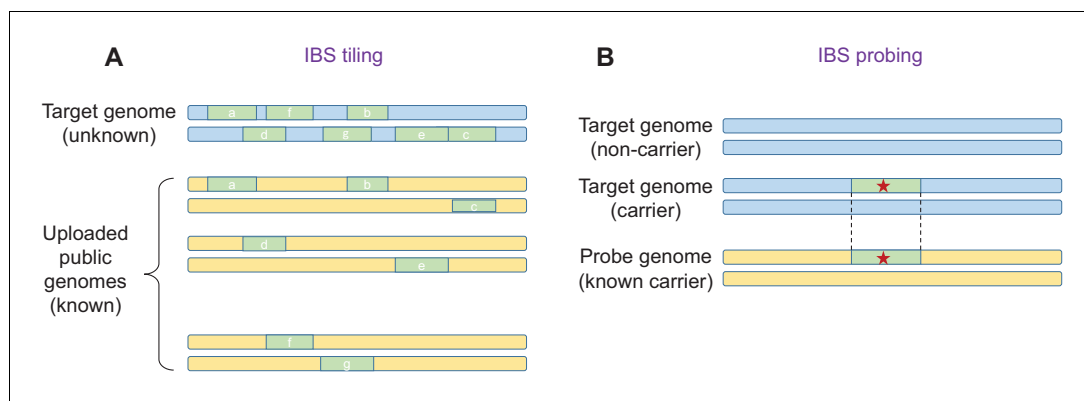 A
IBS tiling
Target genome
(unknown)
a
f
b
d
g
e
c
Uploaded
public
genomes
(known)
a
b
c
d
e
f
g
B
IBS probing
Target genome
(non-carrier)
Target genome
(carrier)
Probe genome
(known carrier)